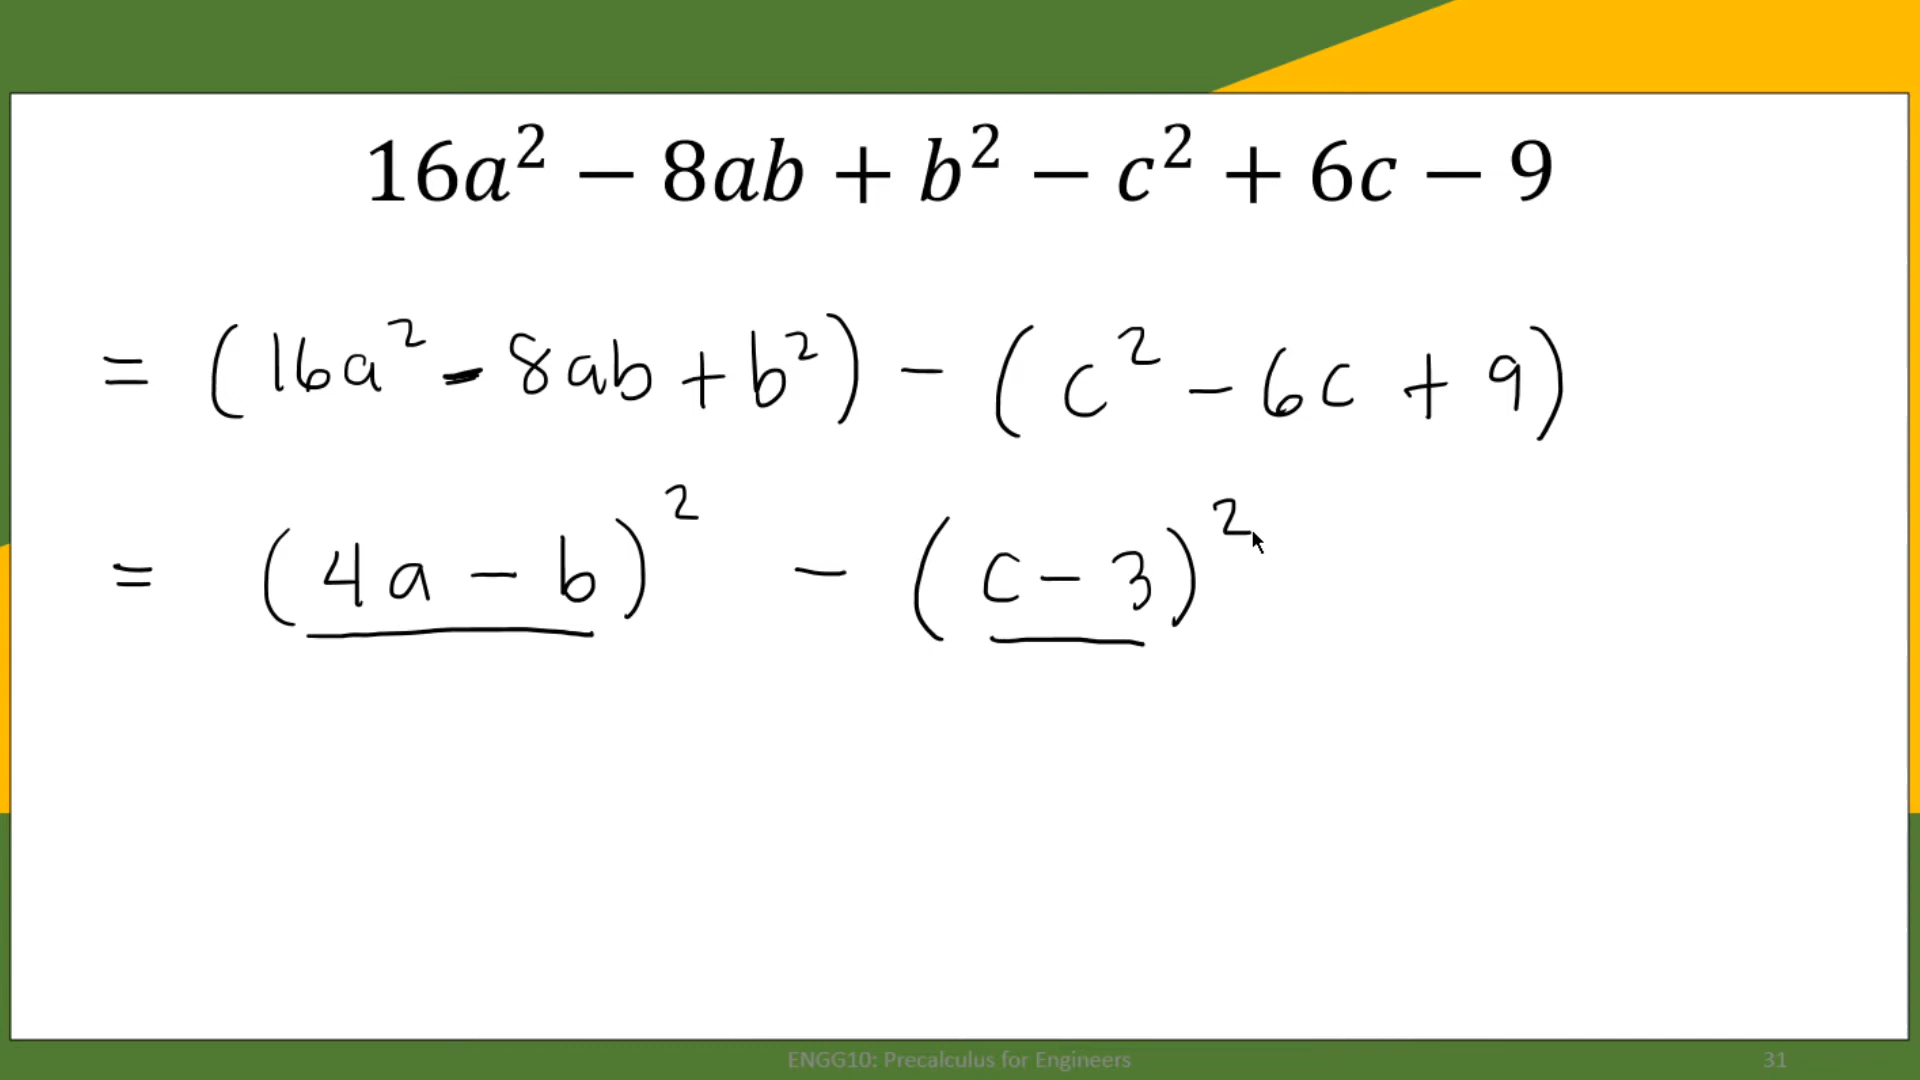 16a² − 8ab + b² − c² + 6c − 9
= (16a² - 8ab + b²) - (c² - 6c + 9)
= (4a - b)² - (c - 3)²
ENGG10: Precalculus for Engineers
31